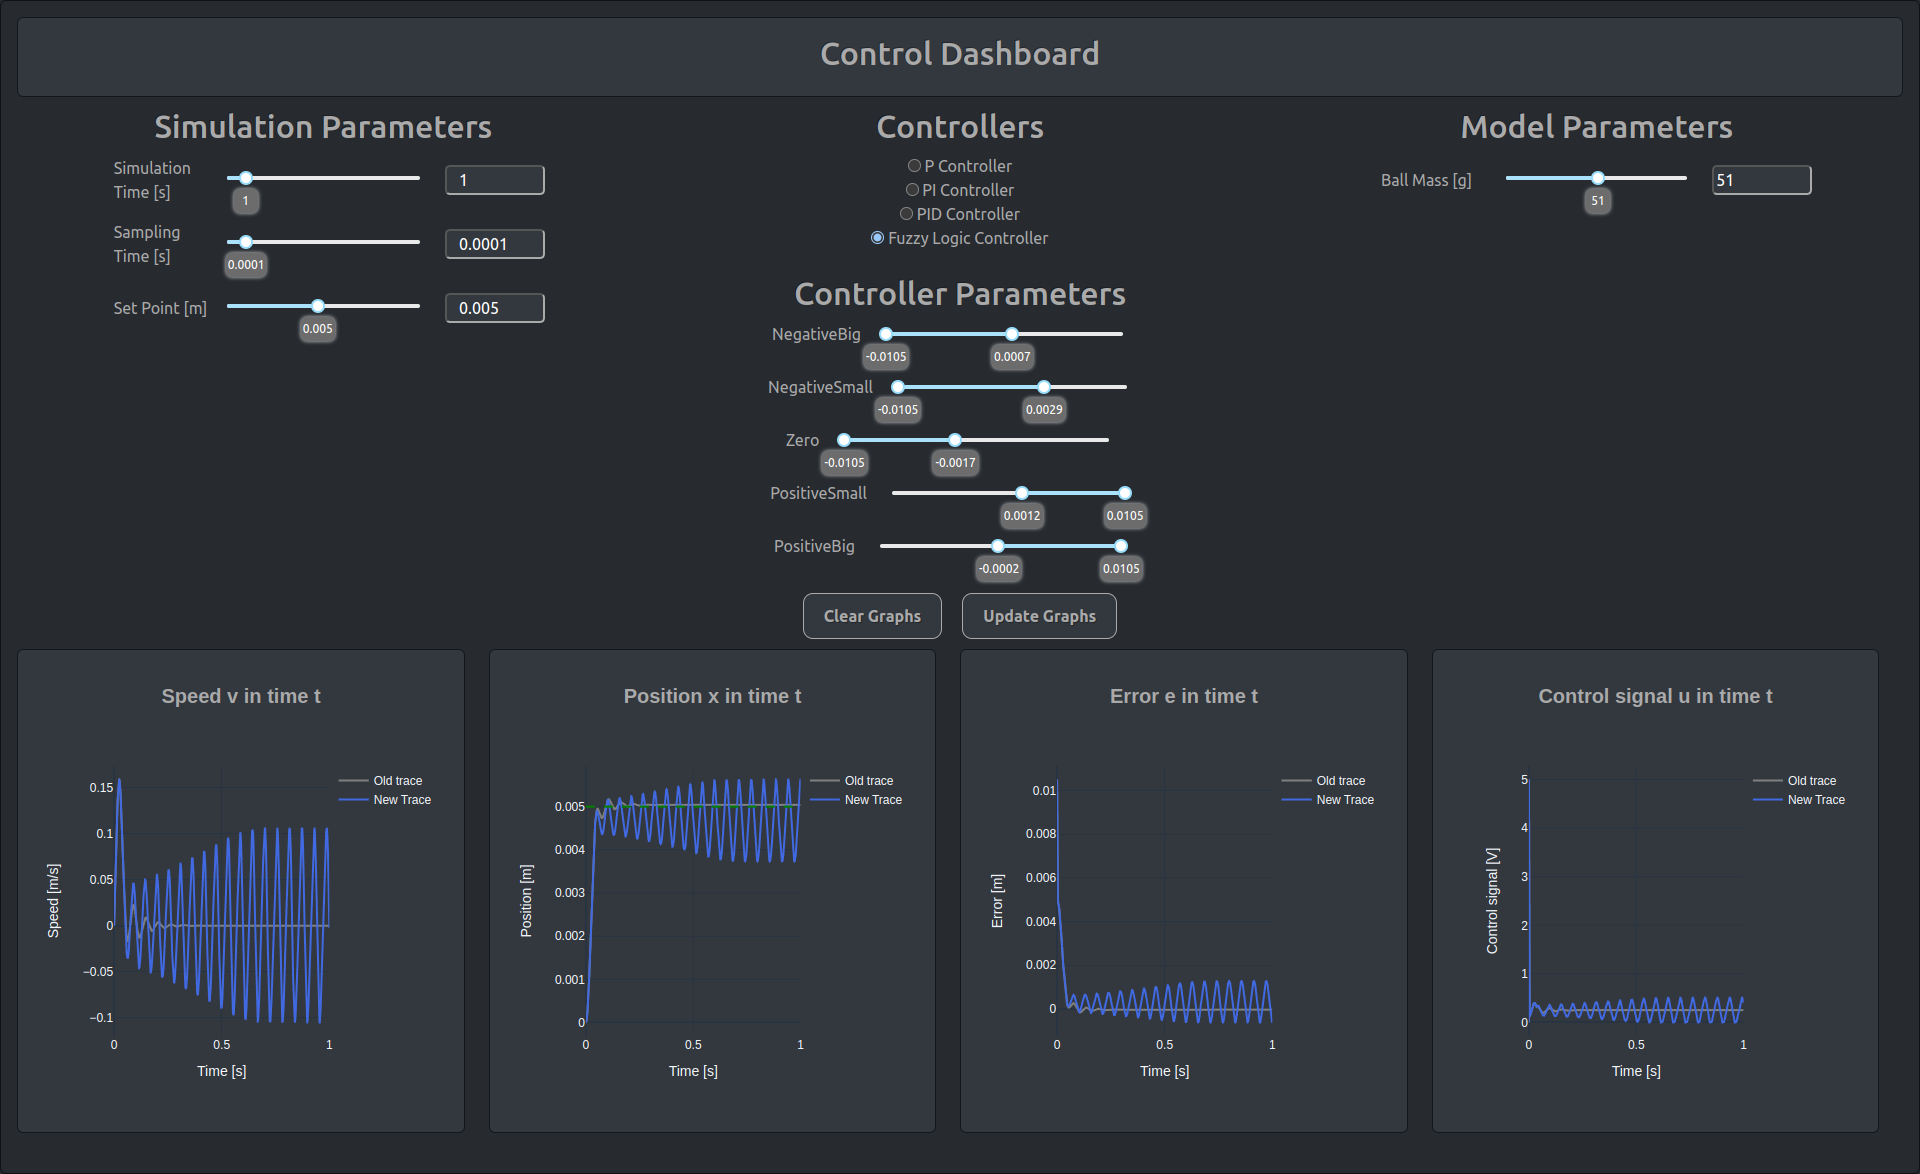 Control Dashboard
Simulation Parameters
Simulation
Time [s]
1
1
Sampling
Time [s]
0.0001
0.0001
Set Point [m]
0.005
0.005
Controllers
P Controller
PI Controller
PID Controller
Fuzzy Logic Controller
Controller Parameters
NegativeBig
-0.0105 0.0007
NegativeSmall
-0.0105 0.0029
Zero
-0.0105 -0.0017
PositiveSmall
0.0012 0.0105
PositiveBig
-0.0002 0.0105
Clear Graphs Update Graphs
Model Parameters
Ball Mass [g]
51
51
Speed v in time t
Old trace
New Trace
0.15
0.1
0.05
0
−0.05
−0.1
Speed [m/s]
0 0.5 1
Time [s]
Position x in time t
Old trace
New Trace
0.005
0.004
0.003
0.002
0.001
0
Position [m]
0 0.5 1
Time [s]
Error e in time t
Old trace
New Trace
0.01
0.008
0.006
0.004
0.002
0
Error [m]
0 0.5 1
Time [s]
Control signal u in time t
Old trace
New Trace
5
4
3
2
1
0
Control signal [V]
0 0.5 1
Time [s]